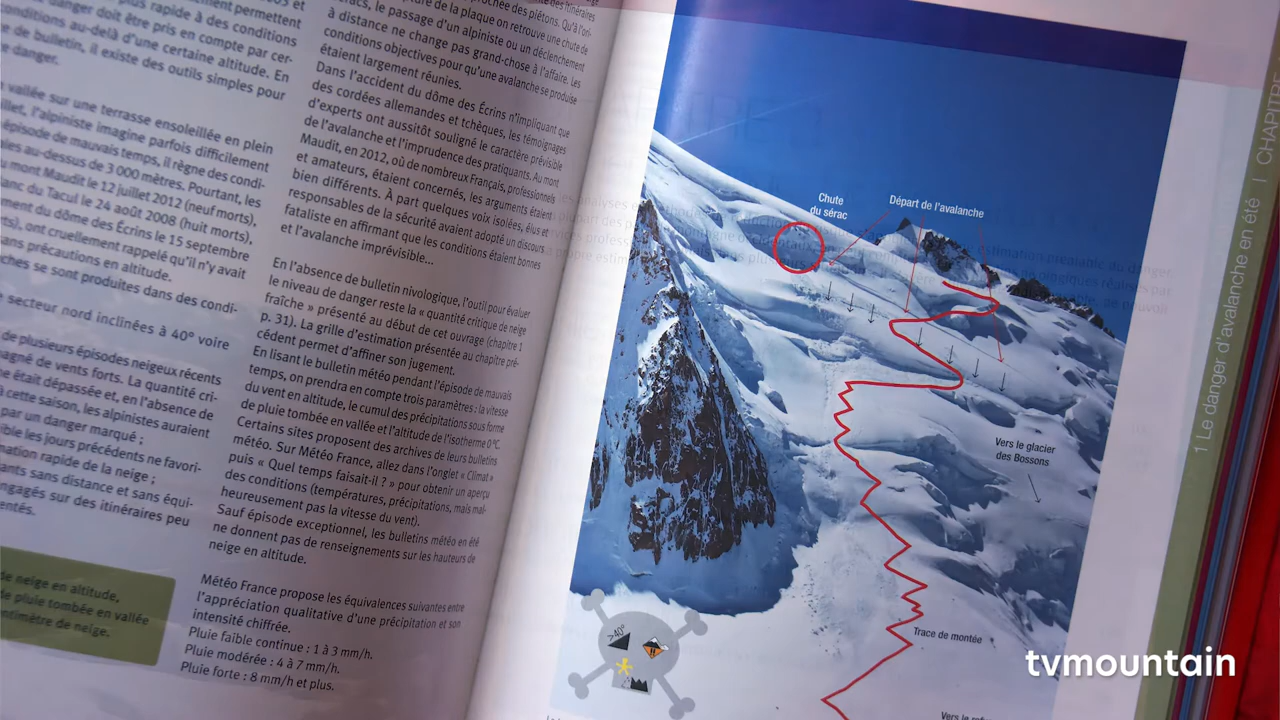 plus rapide à des conditions
danger doit être pris en compte par cer-
conditions au-delà d'une certaine altitude. En
de bulletin, il existe des outils simples pour
danger.
vallée sur une terrasse ensoleillée en plein
l'alpiniste imagine parfois difficilement
épisode de mauvais temps, il règne des condi-
au-dessus de 3 000 mètres. Pourtant, les
mont Maudit le 12 juillet 2012 (neuf morts),
du Tacul le 24 août 2008 (huit morts),
du dôme des Écrins le 15 septembre
ont cruellement rappelé qu'il n'y avait
sans précautions en altitude.
se sont produites dans des condi-
secteur nord inclinées à 40° voire
de plusieurs épisodes neigeux récents
de vents forts. La quantité cri-
était dépassée et, en l'absence de
à cette saison, les alpinistes auraient
par un danger marqué ;
les jours précédents ne favori-
rapide de la neige ;
sans distance et sans équi-
sur des itinéraires peu
de neige en altitude,
de pluie tombée en vallée
de neige.
de la plaque on retrouve une chute de
le passage d'un alpiniste ou un déclenchement
à distance ne change pas grand-chose à l'affaire. Les
conditions objectives pour qu'une avalanche se produise
étaient largement réunies.
Dans l'accident du dôme des Écrins n'impliquant que
des cordées allemandes et tchèques, les témoignages
d'experts ont aussitôt souligné le caractère prévisible
de l'avalanche et l'imprudence des pratiquants. Au mont
Maudit, en 2012, où de nombreux Français, professionnels
et amateurs, étaient concernés, les arguments étaient
bien différents. À part quelques voix isolées, élus et
responsables de la sécurité avaient adopté un discours
fataliste en affirmant que les conditions étaient bonnes
et l'avalanche imprévisible…
En l'absence de bulletin nivologique, l'outil pour évaluer
le niveau de danger reste la « quantité critique de neige
fraîche » présenté au début de cet ouvrage (chapitre 1
p. 31). La grille d'estimation présentée au chapitre pré-
cédent permet d'affiner son jugement.
En lisant le bulletin météo pendant l'épisode de mauvais
temps, on prendra en compte trois paramètres : la vitesse
du vent en altitude, le cumul des précipitations sous forme
de pluie tombée en vallée et l'altitude de l'isotherme 0 °C.
Certains sites proposent des archives de leurs bulletins
météo. Sur Météo France, allez dans l'onglet « Climat »
puis « Quel temps faisait-il ? » pour obtenir un aperçu
des conditions (températures, précipitations, mais mal-
heureusement pas la vitesse du vent).
Sauf épisode exceptionnel, les bulletins météo en été
ne donnent pas de renseignements sur les hauteurs de
neige en altitude.
Météo France propose les équivalences suivantes entre
l'appréciation qualitative d'une précipitation et son
intensité chiffrée.
Pluie faible continue : 1 à 3 mm/h.
Pluie modérée : 4 à 7 mm/h.
Pluie forte : 8 mm/h et plus.
Chute
du sérac
Départ de l'avalanche
Vers le glacier
des Bossons
Trace de montée
>40°
1 Le danger d'avalanche en été | CHAPITRE
tvmountain